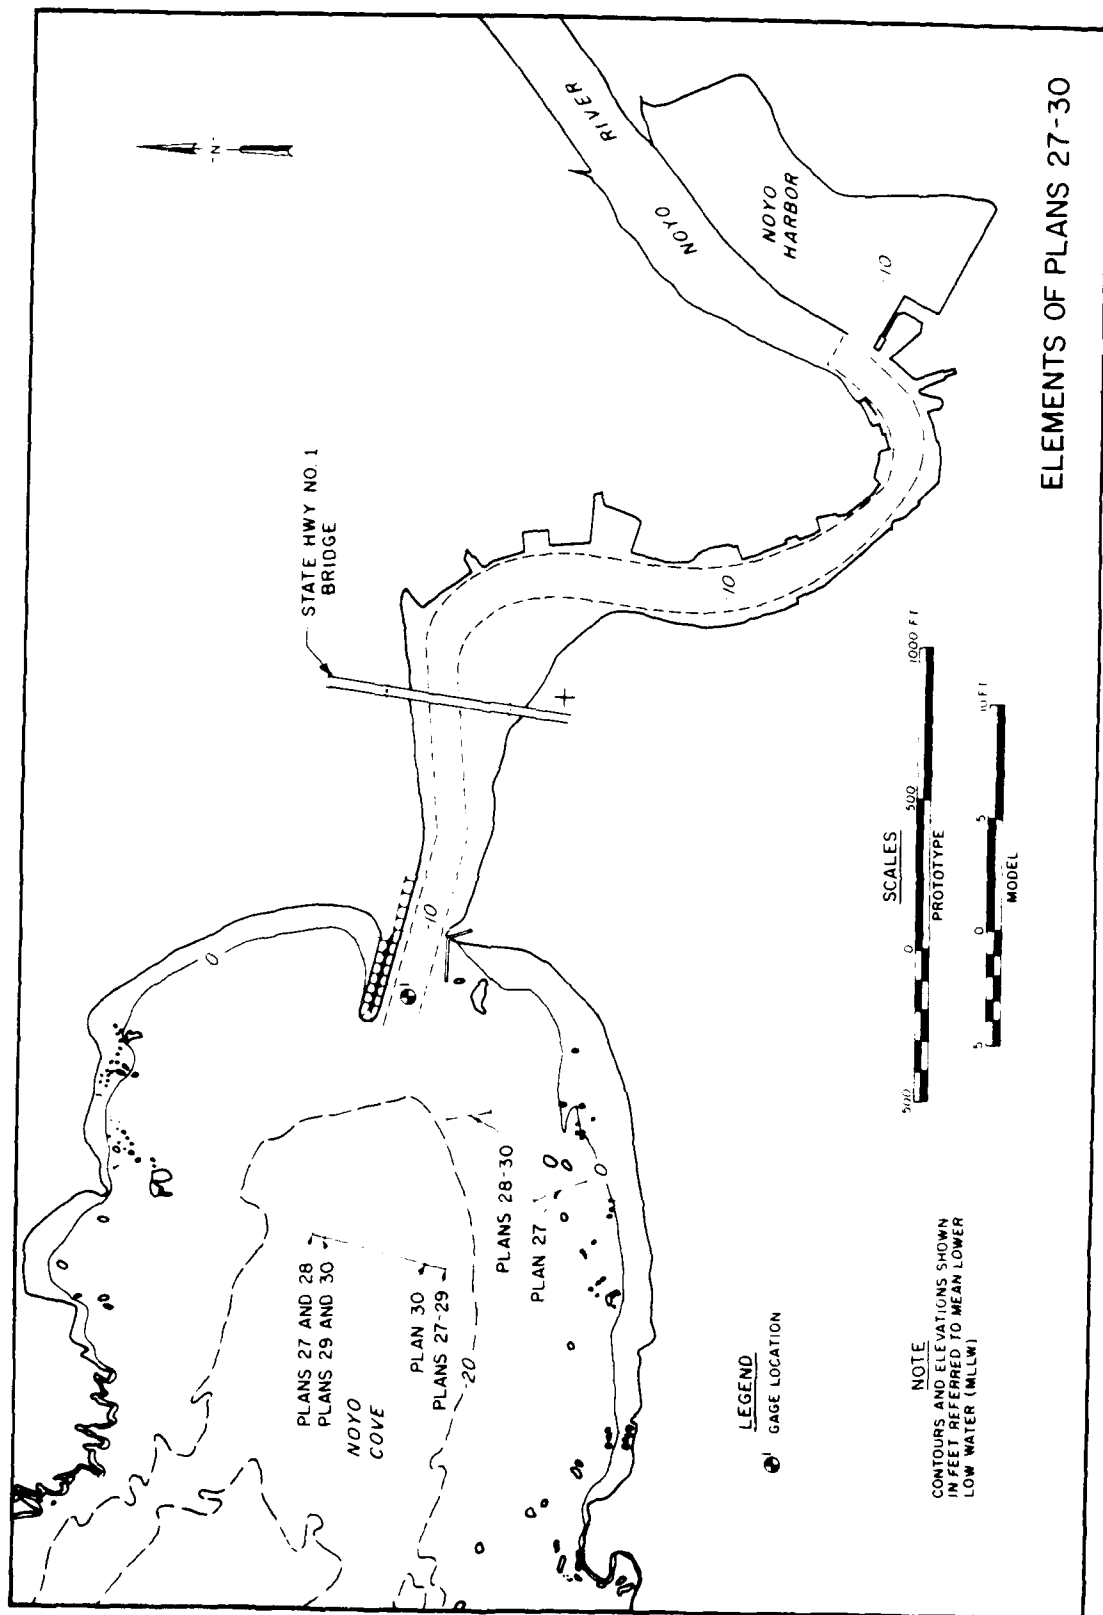 -N-
STATE HWY NO. 1
BRIDGE
NOYO
RIVER
NOYO
HARBOR
-10
-10
-10
0
0
-20
PLANS 27 AND 28
PLANS 29 AND 30
NOYO
COVE
PLAN 30
PLANS 27-29
PLANS 28-30
PLAN 27
LEGEND
1 GAGE LOCATION
NOTE
CONTOURS AND ELEVATIONS SHOWN
IN FEET REFERRED TO MEAN LOWER
LOW WATER (MLLW)
SCALES
500 0 500 1000 FT
PROTOTYPE
5 0 5 10 FT
MODEL
ELEMENTS OF PLANS 27-30